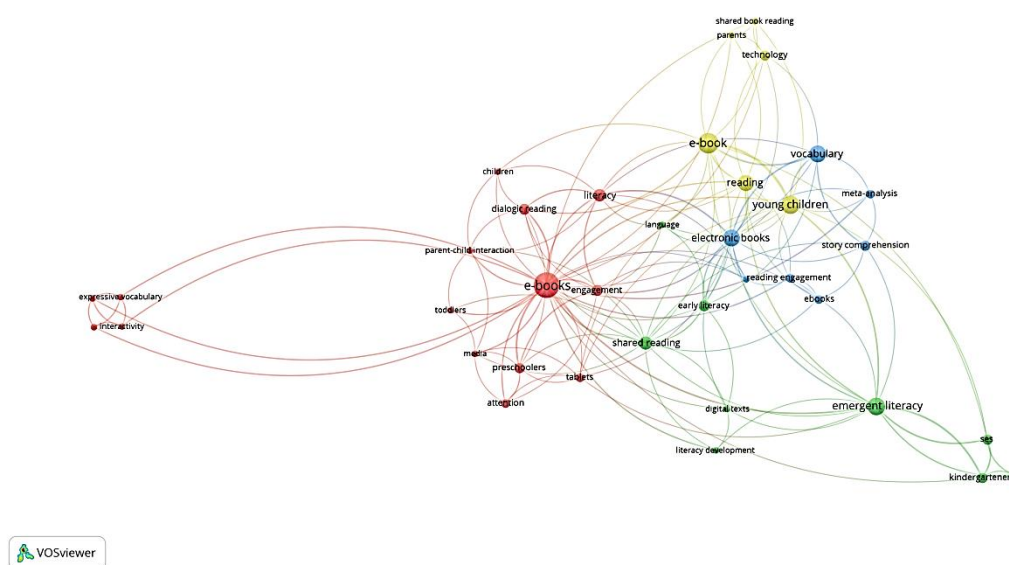 shared book reading
parents
technology
e-book
vocabulary
children
reading
meta-analysis
literacy
young children
dialogic reading
language
electronic books
story comprehension
parent-child interaction
reading engagement
e-books
engagement
expressive vocabulary
ebooks
early literacy
toddlers
interactivity
shared reading
media
preschoolers
tablets
attention
emergent literacy
digital texts
ses
literacy development
kindergartener
VOSviewer